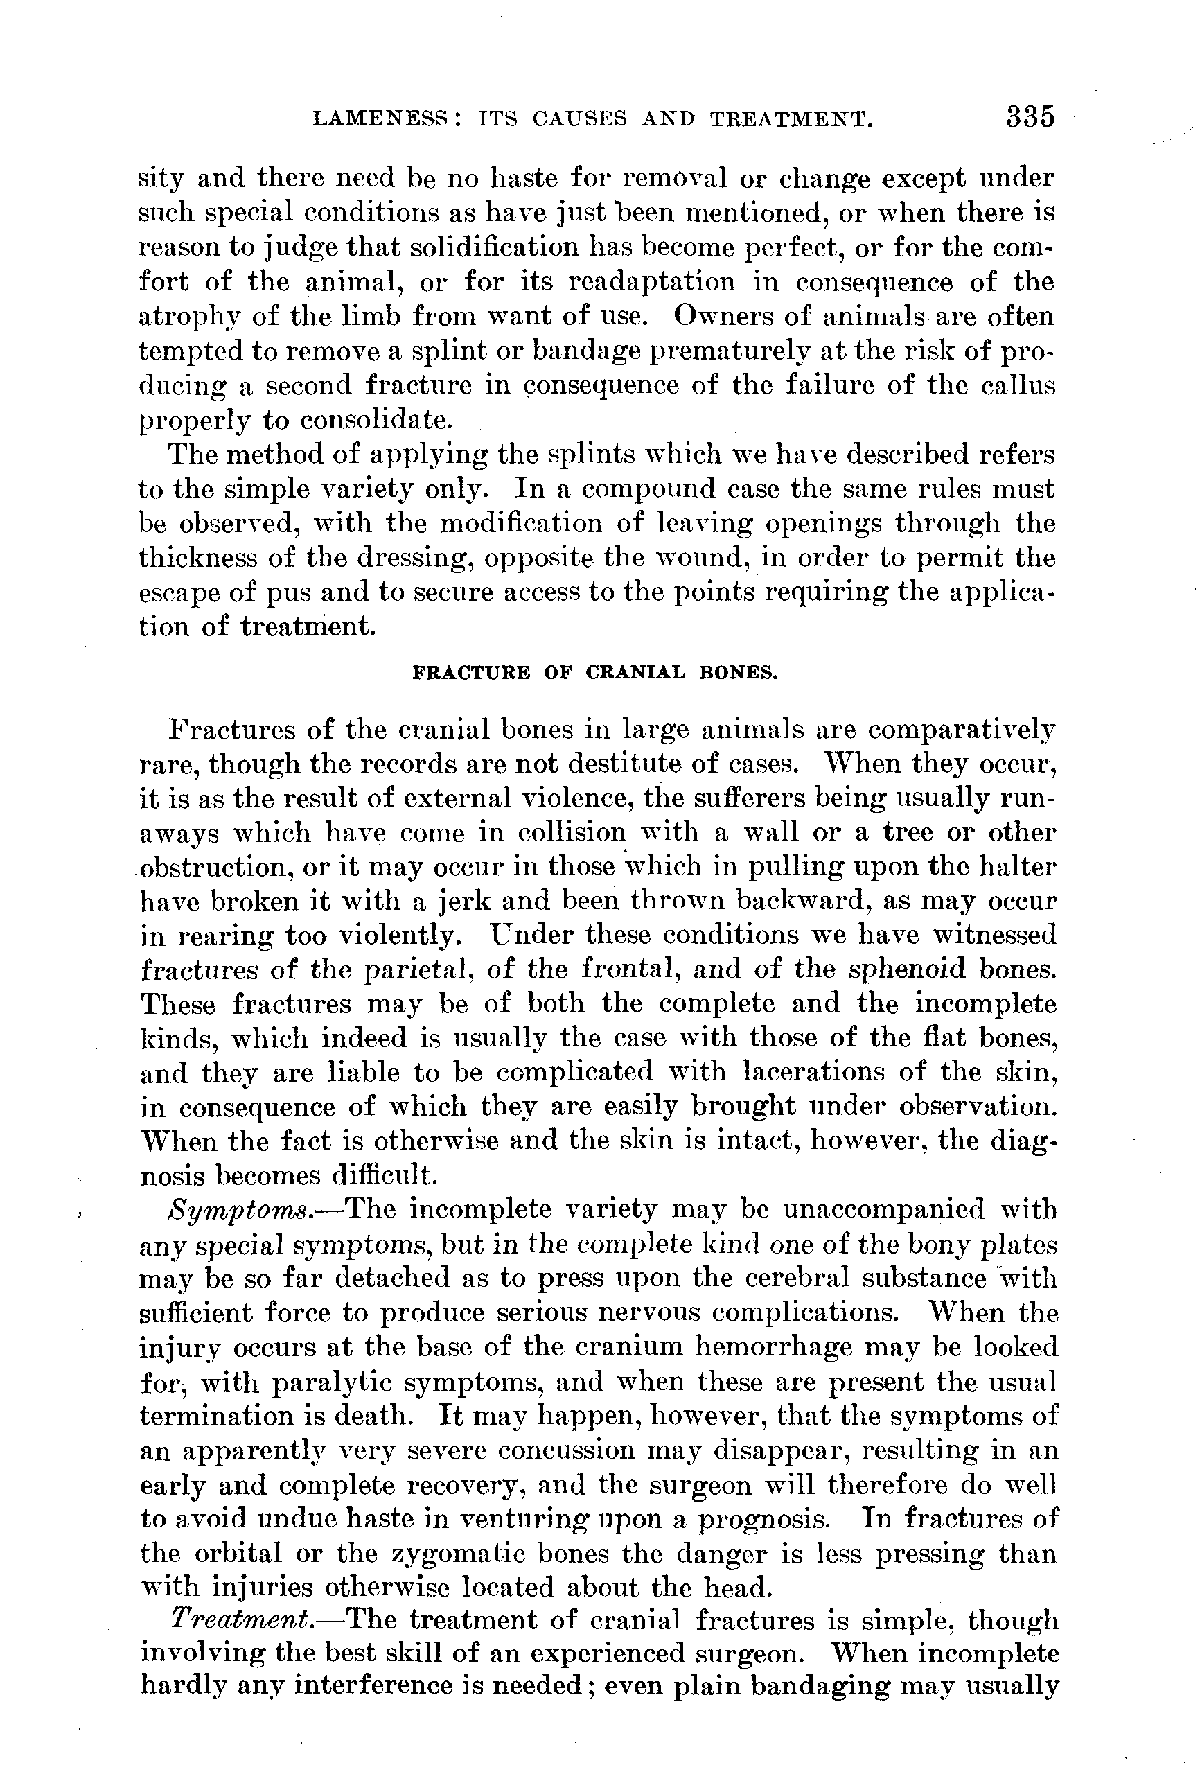 LAMENESS: ITS CAUSES AND TREATMENT. 335
sity and there need be no haste for removal or change except under
such special conditions as have just been mentioned, or when there is
reason to judge that solidification has become perfect, or for the com-
fort of the animal, or for its readaptation in consequence of the
atrophy of the limb from want of use. Owners of animals are often
tempted to remove a splint or bandage prematurely at the risk of pro-
ducing a second fracture in consequence of the failure of the callus
properly to consolidate.
The method of applying the splints which we have described refers
to the simple variety only. In a compound case the same rules must
be observed, with the modification of leaving openings through the
thickness of the dressing, opposite the wound, in order to permit the
escape of pus and to secure access to the points requiring the applica-
tion of treatment.
FRACTURE OF CRANIAL BONES.
Fractures of the cranial bones in large animals are comparatively
rare, though the records are not destitute of cases. When they occur,
it is as the result of external violence, the sufferers being usually run-
aways which have come in collision with a wall or a tree or other
obstruction, or it may occur in those which in pulling upon the halter
have broken it with a jerk and been thrown backward, as may occur
in rearing too violently. Under these conditions we have witnessed
fractures of the parietal, of the frontal, and of the sphenoid bones.
These fractures may be of both the complete and the incomplete
kinds, which indeed is usually the case with those of the flat bones,
and they are liable to be complicated with lacerations of the skin,
in consequence of which they are easily brought under observation.
When the fact is otherwise and the skin is intact, however, the diag-
nosis becomes difficult.
Symptoms.—The incomplete variety may be unaccompanied with
any special symptoms, but in the complete kind one of the bony plates
may be so far detached as to press upon the cerebral substance with
sufficient force to produce serious nervous complications. When the
injury occurs at the base of the cranium hemorrhage may be looked
for, with paralytic symptoms, and when these are present the usual
termination is death. It may happen, however, that the symptoms of
an apparently very severe concussion may disappear, resulting in an
early and complete recovery, and the surgeon will therefore do well
to avoid undue haste in venturing upon a prognosis. In fractures of
the orbital or the zygomatic bones the danger is less pressing than
with injuries otherwise located about the head.
Treatment.—The treatment of cranial fractures is simple, though
involving the best skill of an experienced surgeon. When incomplete
hardly any interference is needed; even plain bandaging may usually